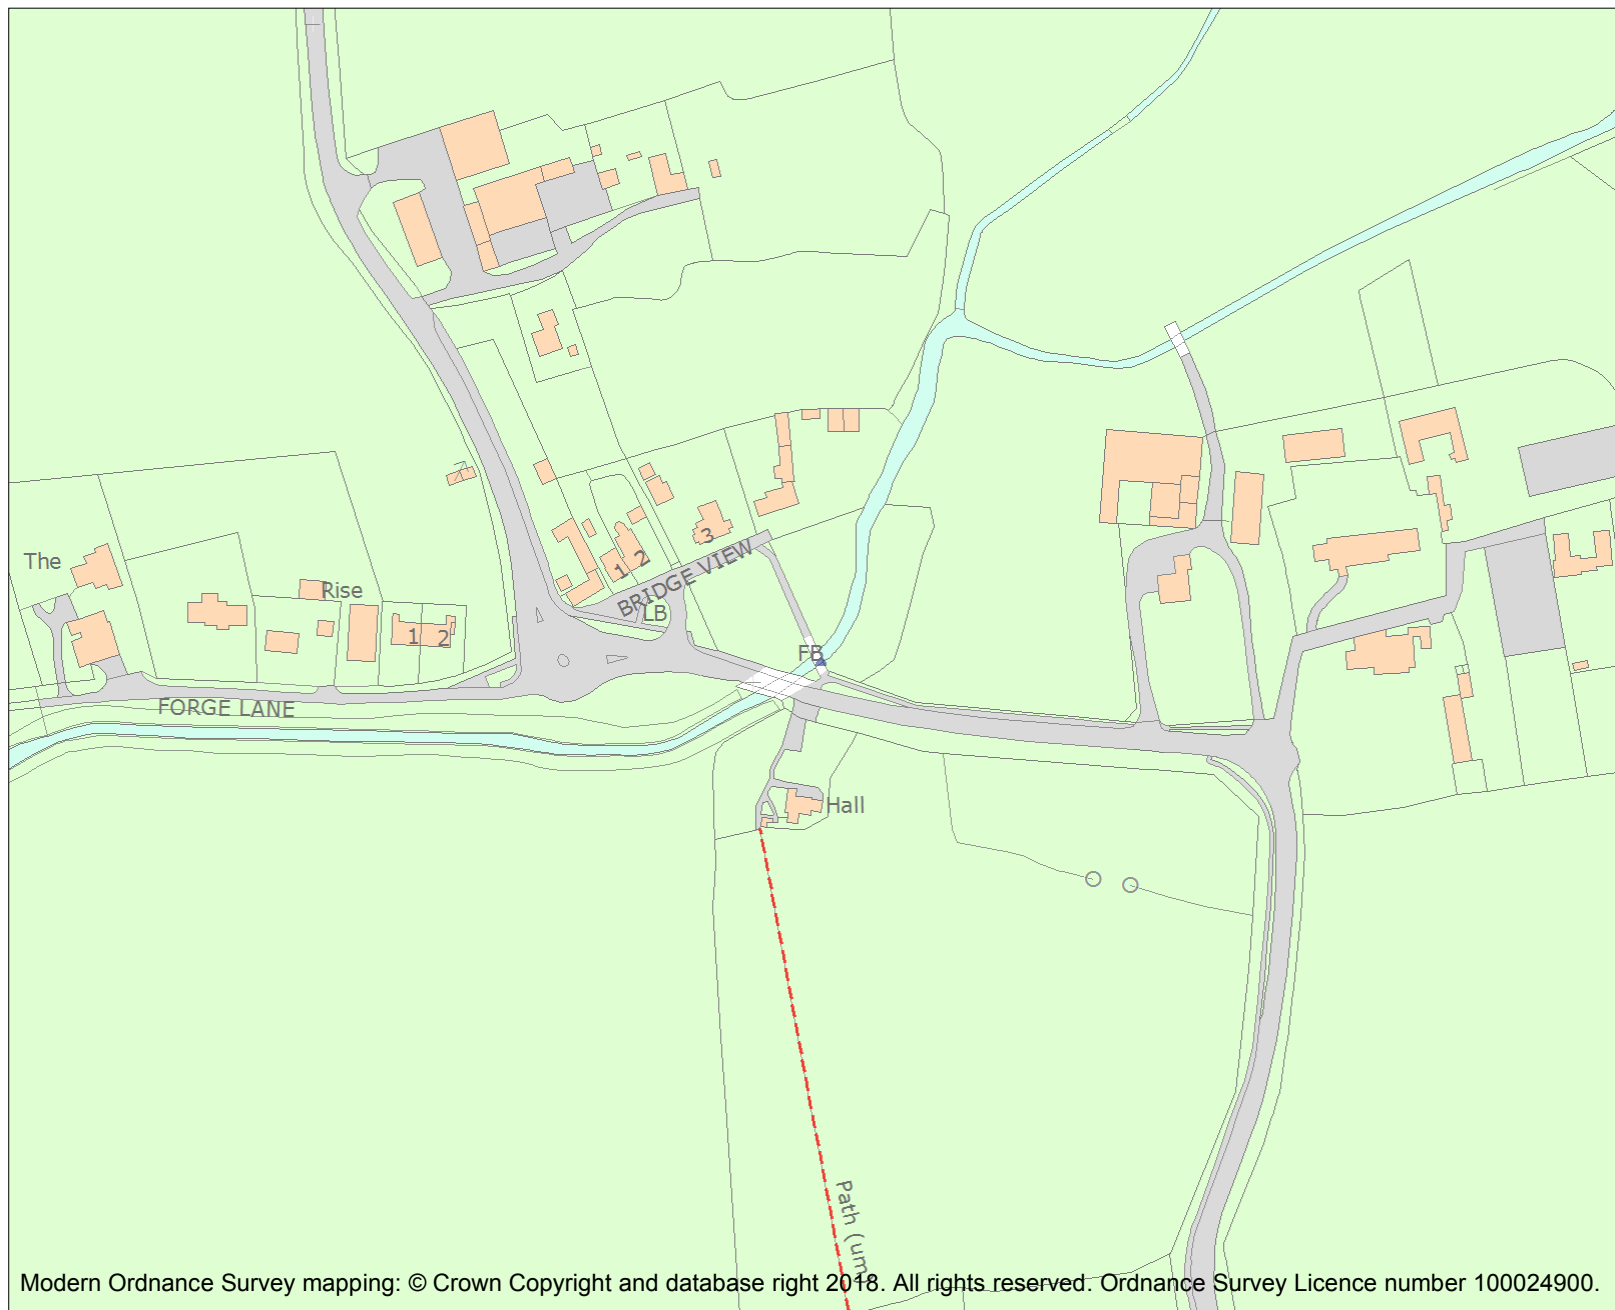 The
Rise
3
1 2
BRIDGE VIEW
LB
1 2
FB
FORGE LANE
Hall
Path (um)
Modern Ordnance Survey mapping: © Crown Copyright and database right 2018. All rights reserved. Ordnance Survey Licence number 100024900.